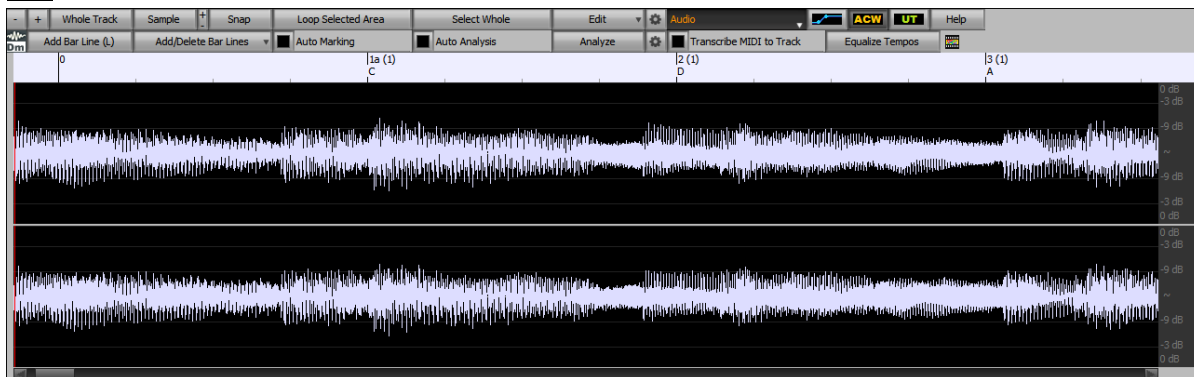 - + Whole Track Sample + - Snap Loop Selected Area Select Whole Edit Audio ACW UT Help
Dm Add Bar Line (L) Add/Delete Bar Lines Auto Marking Auto Analysis Analyze Transcribe MIDI to Track Equalize Tempos
0 1a (1) 2 (1) 3 (1)
C D A
0 dB
-3 dB
-9 dB
~
-9 dB
-3 dB
0 dB
0 dB
-3 dB
-9 dB
~
-9 dB
-3 dB
0 dB